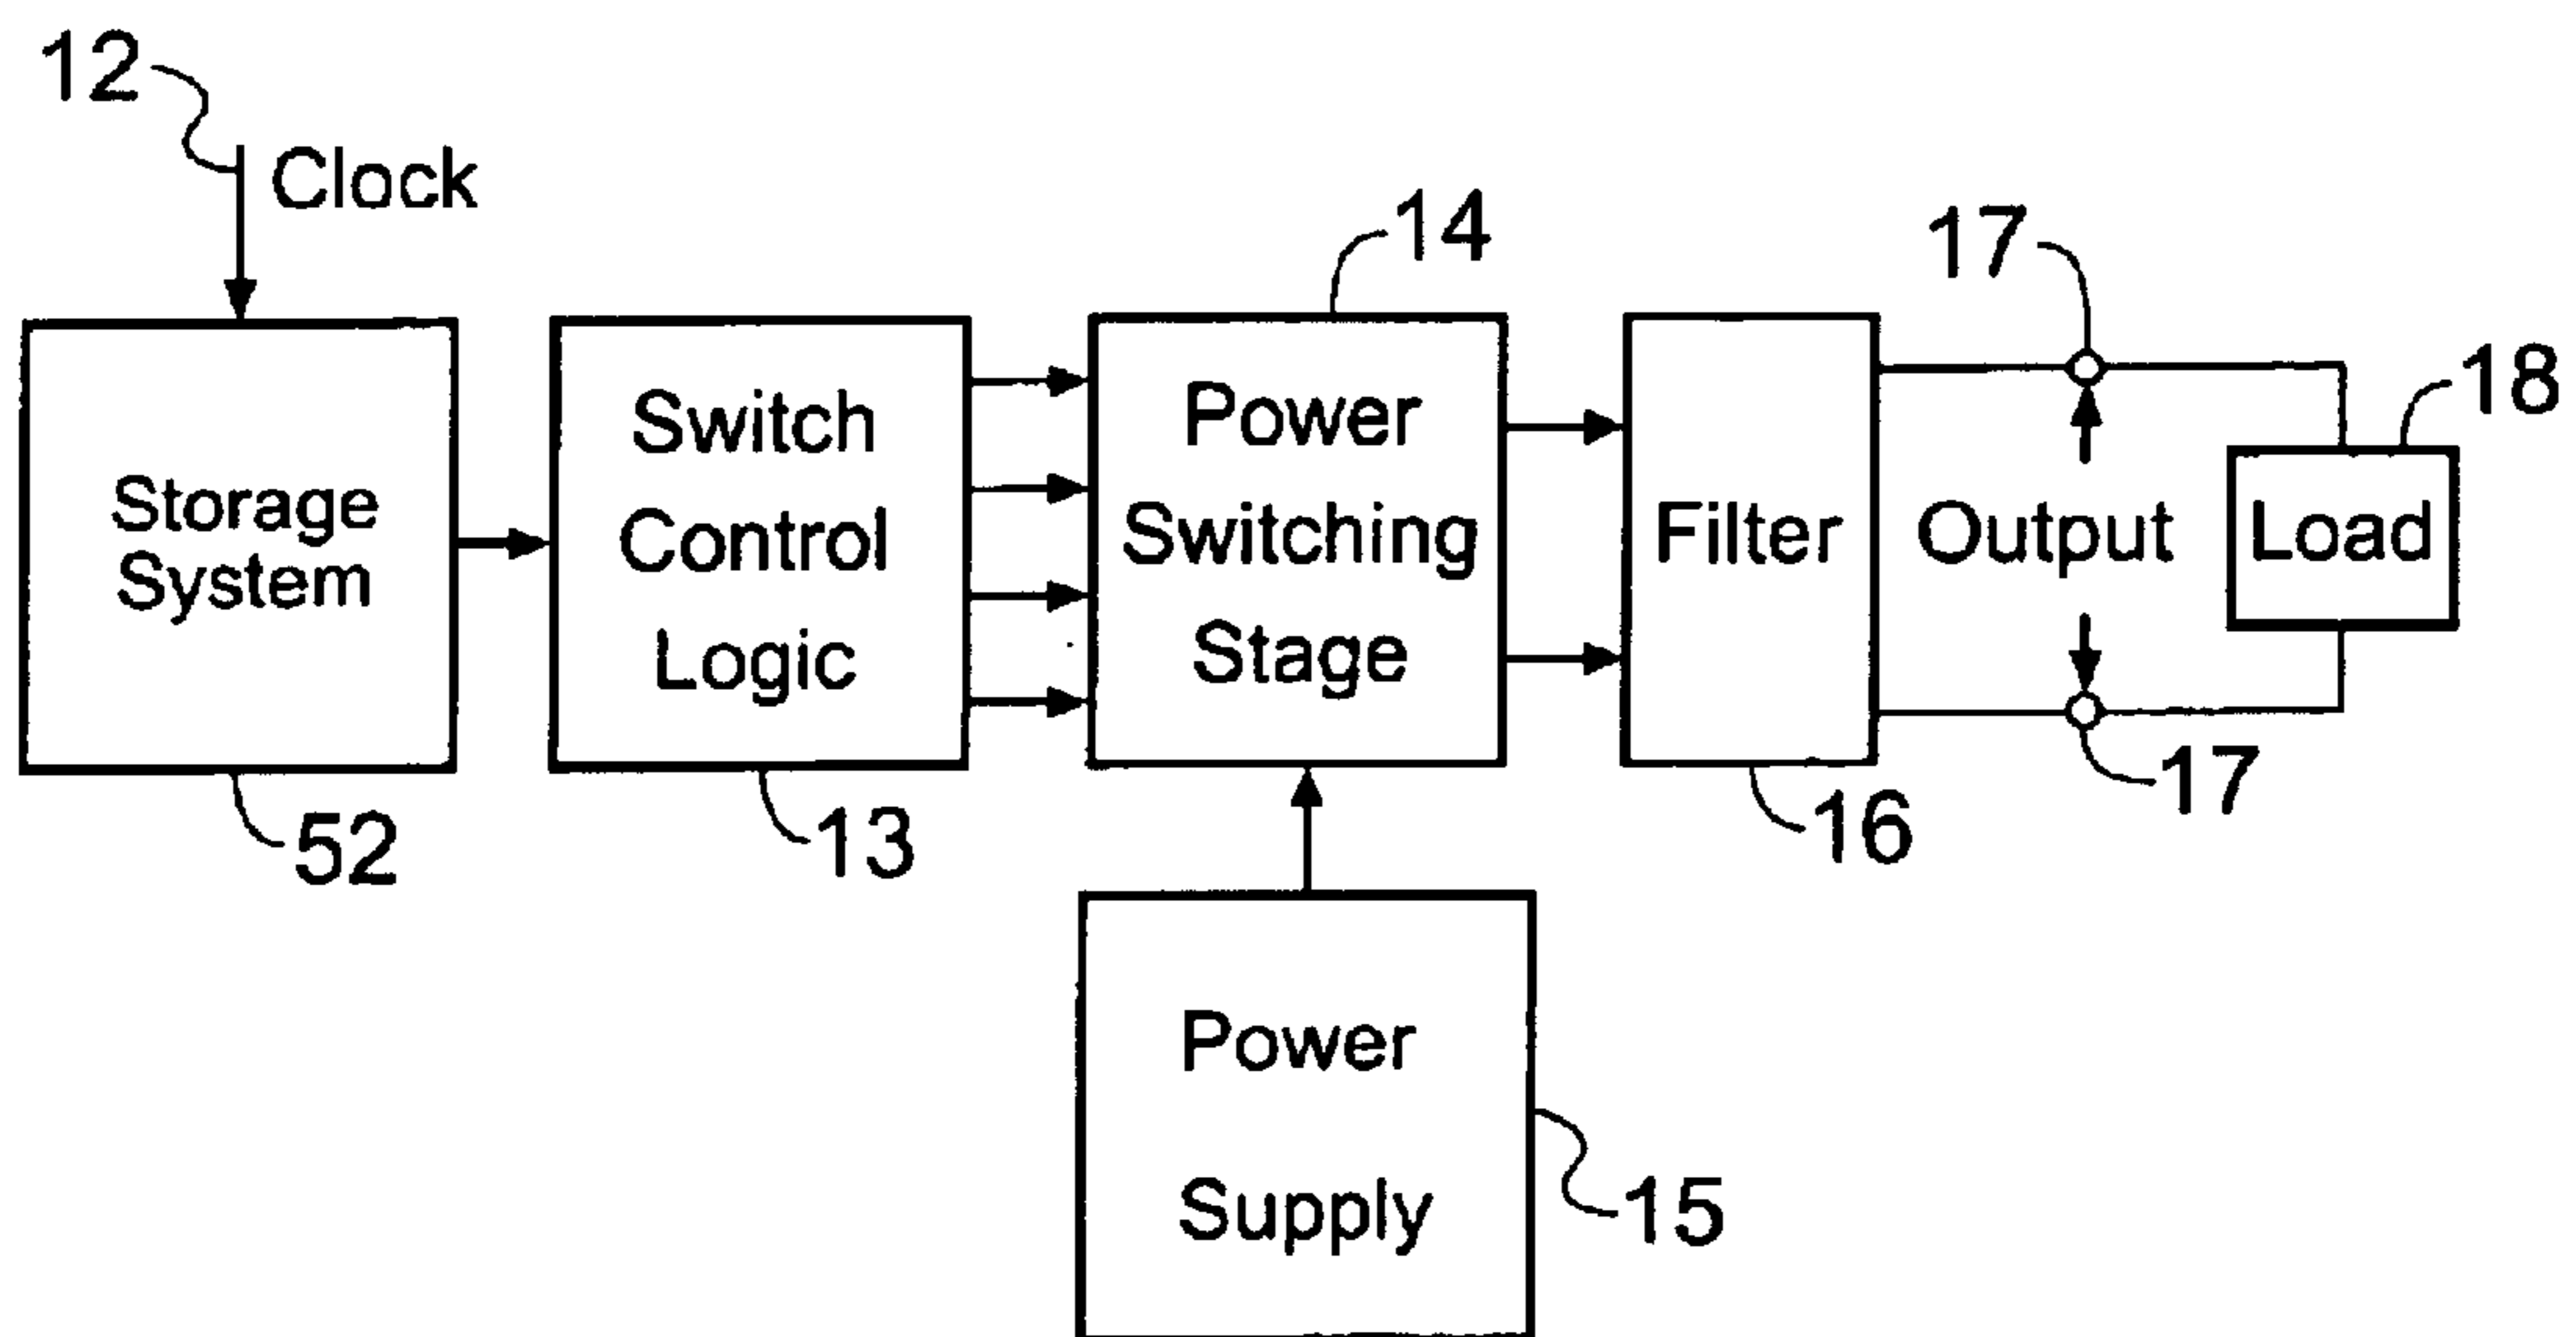 12
Clock
14
17
18
Storage
System
Switch
Control
Logic
Power
Switching
Stage
Filter
Output
Load
52
13
16
17
Power
Supply
15